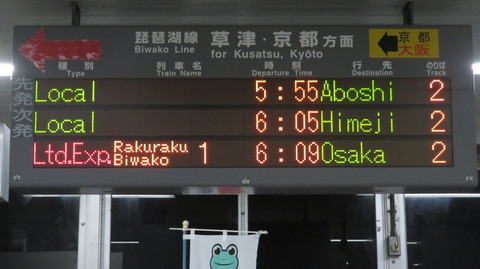 琵琶湖線 草津・京都方面
Biwako Line for Kusatsu, Kyōto
京都
大阪
種別 列車名 時刻 行先 のりば
Type Train Name Departure Time Destination Track
先発 Local 5:55 Aboshi 2
次発 Local 6:05 Himeji 2
Ltd.Exp. Rakuraku Biwako 1 6:09 Osaka 2